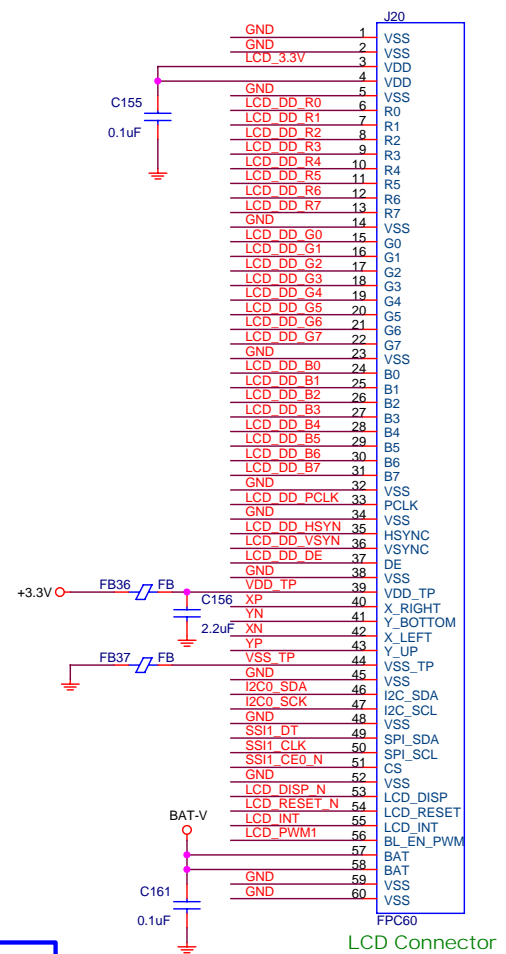 J20
GND 1 VSS
GND 2 VSS
LCD_3.3V 3 VDD
4 VDD
GND 5 VSS
LCD_DD_R0 6 R0
LCD_DD_R1 7 R1
LCD_DD_R2 8 R2
LCD_DD_R3 9 R3
LCD_DD_R4 10 R4
LCD_DD_R5 11 R5
LCD_DD_R6 12 R6
LCD_DD_R7 13 R7
GND 14 VSS
LCD_DD_G0 15 G0
LCD_DD_G1 16 G1
LCD_DD_G2 17 G2
LCD_DD_G3 18 G3
LCD_DD_G4 19 G4
LCD_DD_G5 20 G5
LCD_DD_G6 21 G6
LCD_DD_G7 22 G7
GND 23 VSS
LCD_DD_B0 24 B0
LCD_DD_B1 25 B1
LCD_DD_B2 26 B2
LCD_DD_B3 27 B3
LCD_DD_B4 28 B4
LCD_DD_B5 29 B5
LCD_DD_B6 30 B6
LCD_DD_B7 31 B7
GND 32 VSS
LCD_DD_PCLK 33 PCLK
GND 34 VSS
LCD_DD_HSYN 35 HSYNC
LCD_DD_VSYN 36 VSYNC
LCD_DD_DE 37 DE
GND 38 VSS
VDD_TP 39 VDD_TP
XP 40 X_RIGHT
YN 41 Y_BOTTOM
XN 42 X_LEFT
YP 43 Y_UP
VSS_TP 44 VSS_TP
GND 45 VSS
I2C0_SDA 46 I2C_SDA
I2C0_SCK 47 I2C_SCL
GND 48 VSS
SSI1_DT 49 SPI_SDA
SSI1_CLK 50 SPI_SCL
SSI1_CE0_N 51 CS
GND 52 VSS
LCD_DISP_N 53 LCD_DISP
LCD_RESET_N 54 LCD_RESET
LCD_INT 55 LCD_INT
LCD_PWM1 56 BL_EN_PWM
57 BAT
58 BAT
GND 59 VSS
GND 60 VSS
FPC60
LCD Connector
C155
0.1uF
+3.3V FB36 FB
C156
2.2uF
FB37 FB
BAT-V
C161
0.1uF